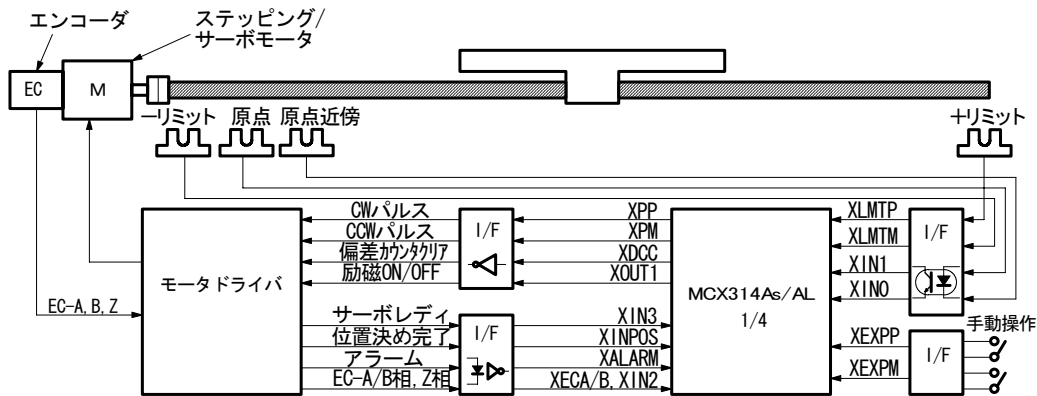 エンコーダ
ステッピング/
サーボモータ
EC
M
ーリミット
原点
原点近傍
+リミット
CWパルス
CCWパルス
偏差カウンタクリア
励磁ON/OFF
I/F
XPP
XPM
XDCC
XOUT1
XLMTP
XLMTM
XIN1
XIN0
I/F
モータドライバ
MCX314As/AL
1/4
EC-A, B, Z
サーボレディ
位置決め完了
アラーム
EC-A/B相, Z相
I/F
XIN3
XINPOS
XALARM
XECA/B, XIN2
XEXPP
XEXPM
I/F
手動操作